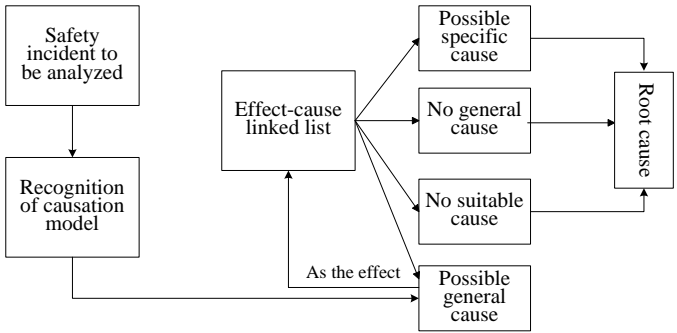 Safety
incident to
be analyzed
Recognition
of causation
model
Effect-cause
linked list
Possible
specific
cause
No general
cause
No suitable
cause
As the effect
Possible
general
cause
Root cause